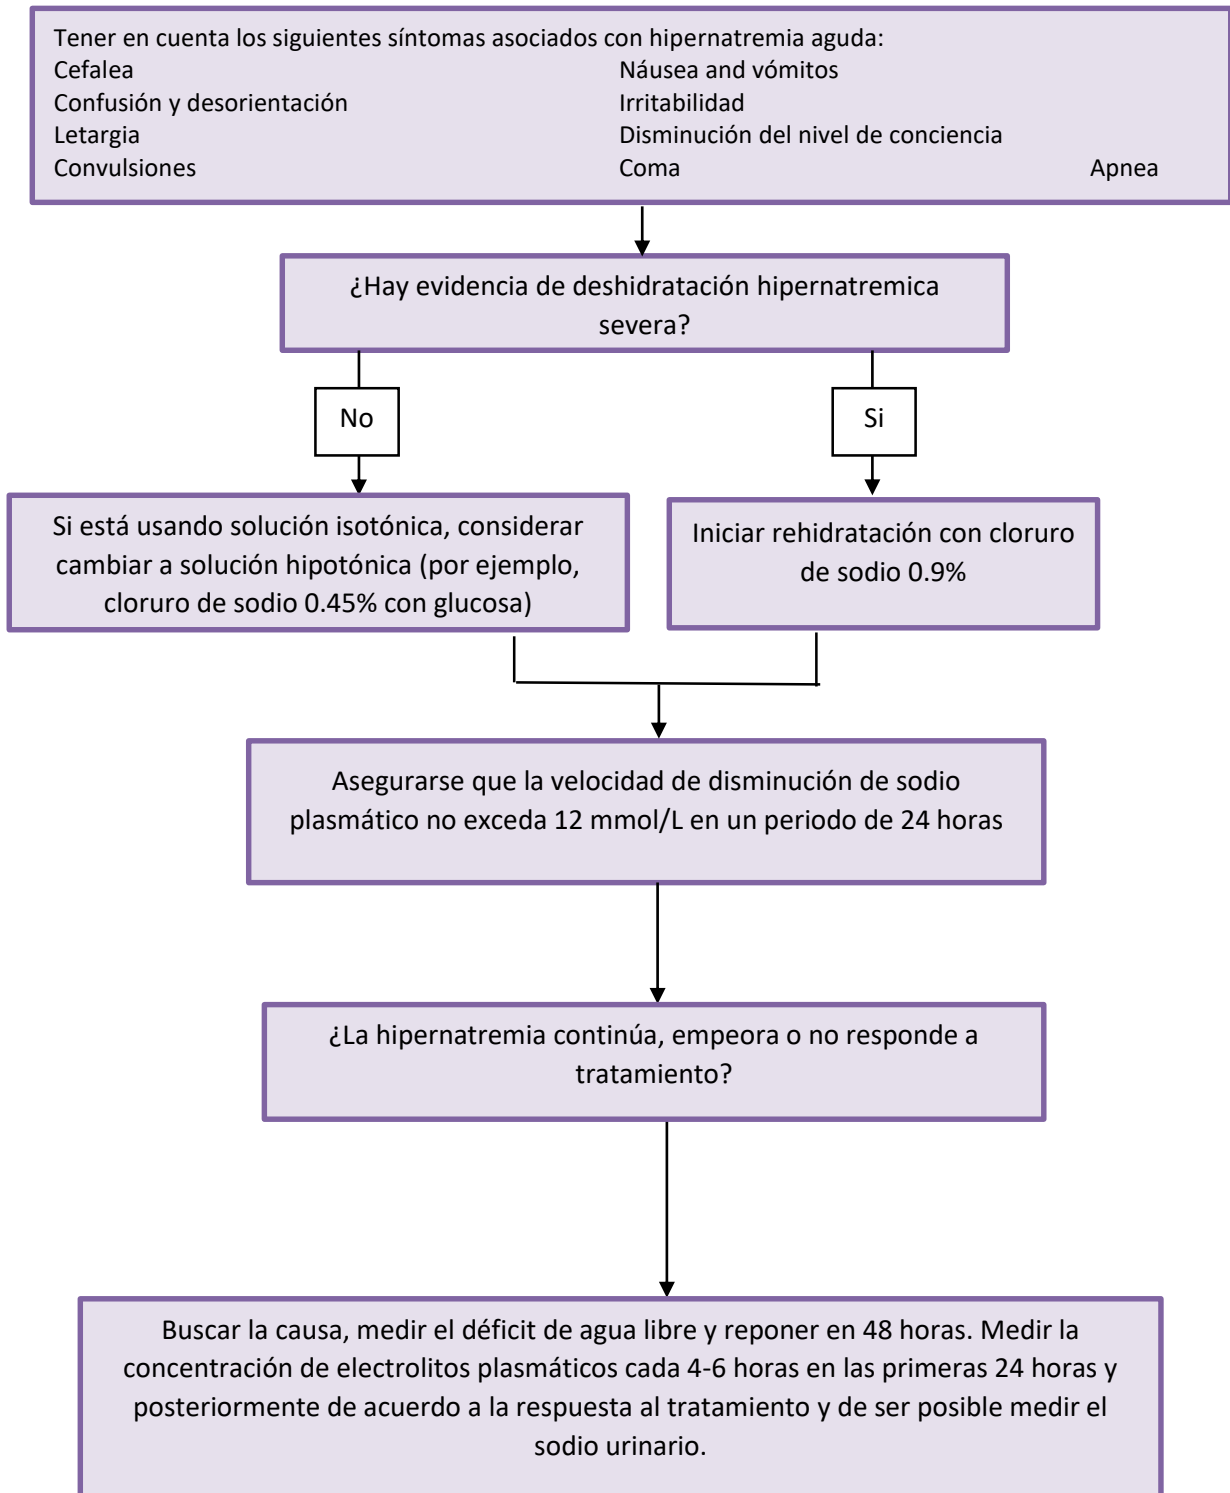 Tener en cuenta los siguientes síntomas asociados con hipernatremia aguda:
Cefalea Náusea and vómitos
Confusión y desorientación Irritabilidad
Letargia Disminución del nivel de conciencia
Convulsiones Coma Apnea
¿Hay evidencia de deshidratación hipernatremica
severa?
No
Si
Si está usando solución isotónica, considerar
cambiar a solución hipotónica (por ejemplo,
cloruro de sodio 0.45% con glucosa)
Iniciar rehidratación con cloruro
de sodio 0.9%
Asegurarse que la velocidad de disminución de sodio
plasmático no exceda 12 mmol/L en un periodo de 24 horas
¿La hipernatremia continúa, empeora o no responde a
tratamiento?
Buscar la causa, medir el déficit de agua libre y reponer en 48 horas. Medir la
concentración de electrolitos plasmáticos cada 4-6 horas en las primeras 24 horas y
posteriormente de acuerdo a la respuesta al tratamiento y de ser posible medir el
sodio urinario.